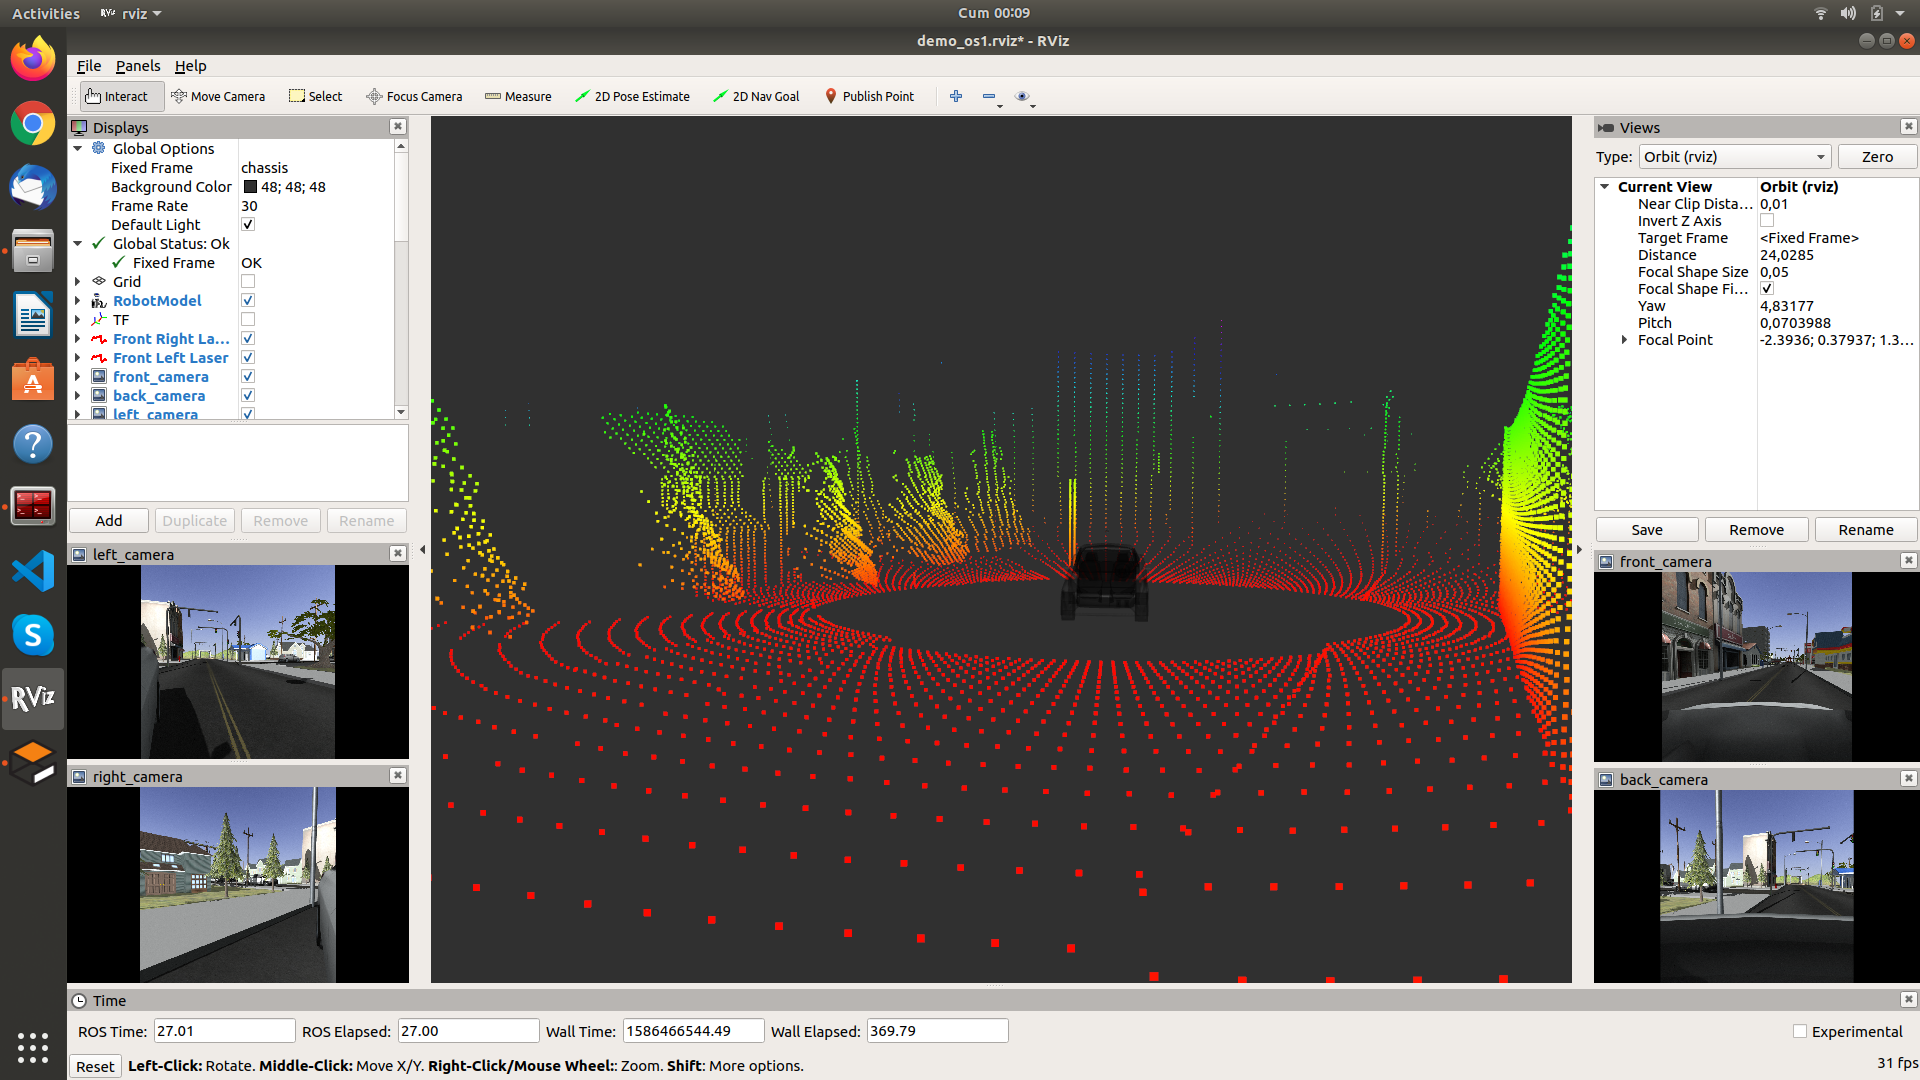 Activities RViz rviz Cum 00:09
demo_os1.rviz* - RViz
File Panels Help
Interact Move Camera Select Focus Camera Measure 2D Pose Estimate 2D Nav Goal Publish Point
Displays
Global Options
Fixed Frame chassis
Background Color 48; 48; 48
Frame Rate 30
Default Light
Global Status: Ok
Fixed Frame OK
Grid
RobotModel
TF
Front Right La...
Front Left Laser
front_camera
back_camera
left_camera
Add Duplicate Remove Rename
left_camera
right_camera
Views
Type: Orbit (rviz) Zero
Current View Orbit (rviz)
Near Clip Dista... 0,01
Invert Z Axis
Target Frame <Fixed Frame>
Distance 24,0285
Focal Shape Size 0,05
Focal Shape Fi...
Yaw 4,83177
Pitch 0,0703988
Focal Point -2.3936; 0.37937; 1.3...
Save Remove Rename
front_camera
back_camera
S
RViz
Time
ROS Time: 27.01 ROS Elapsed: 27.00 Wall Time: 1586466544.49 Wall Elapsed: 369.79 Experimental
Reset Left-Click: Rotate. Middle-Click: Move X/Y. Right-Click/Mouse Wheel:: Zoom. Shift: More options. 31 fps